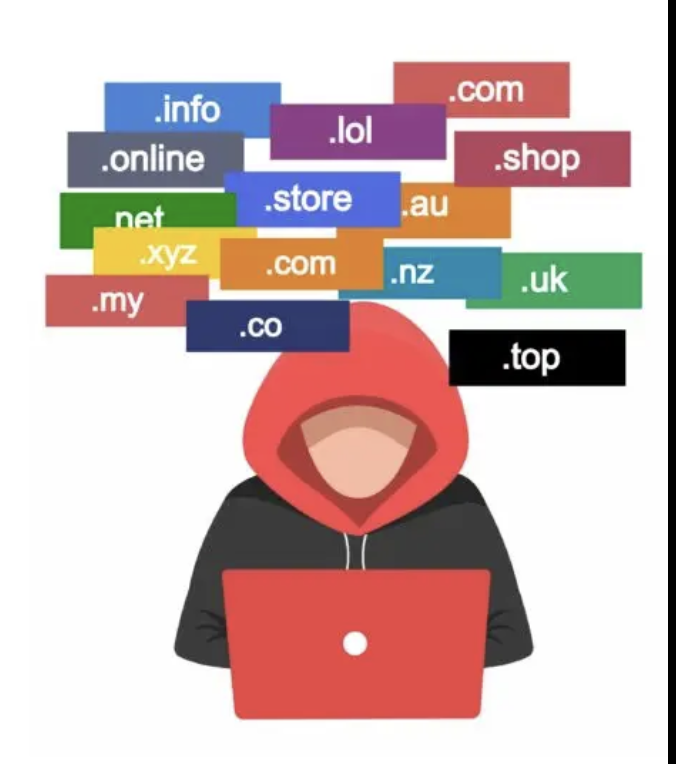 .com
.info
.lol
.online
.shop
.store
.au
.net
.xyz
.com
.nz
.uk
.my
.co
.top